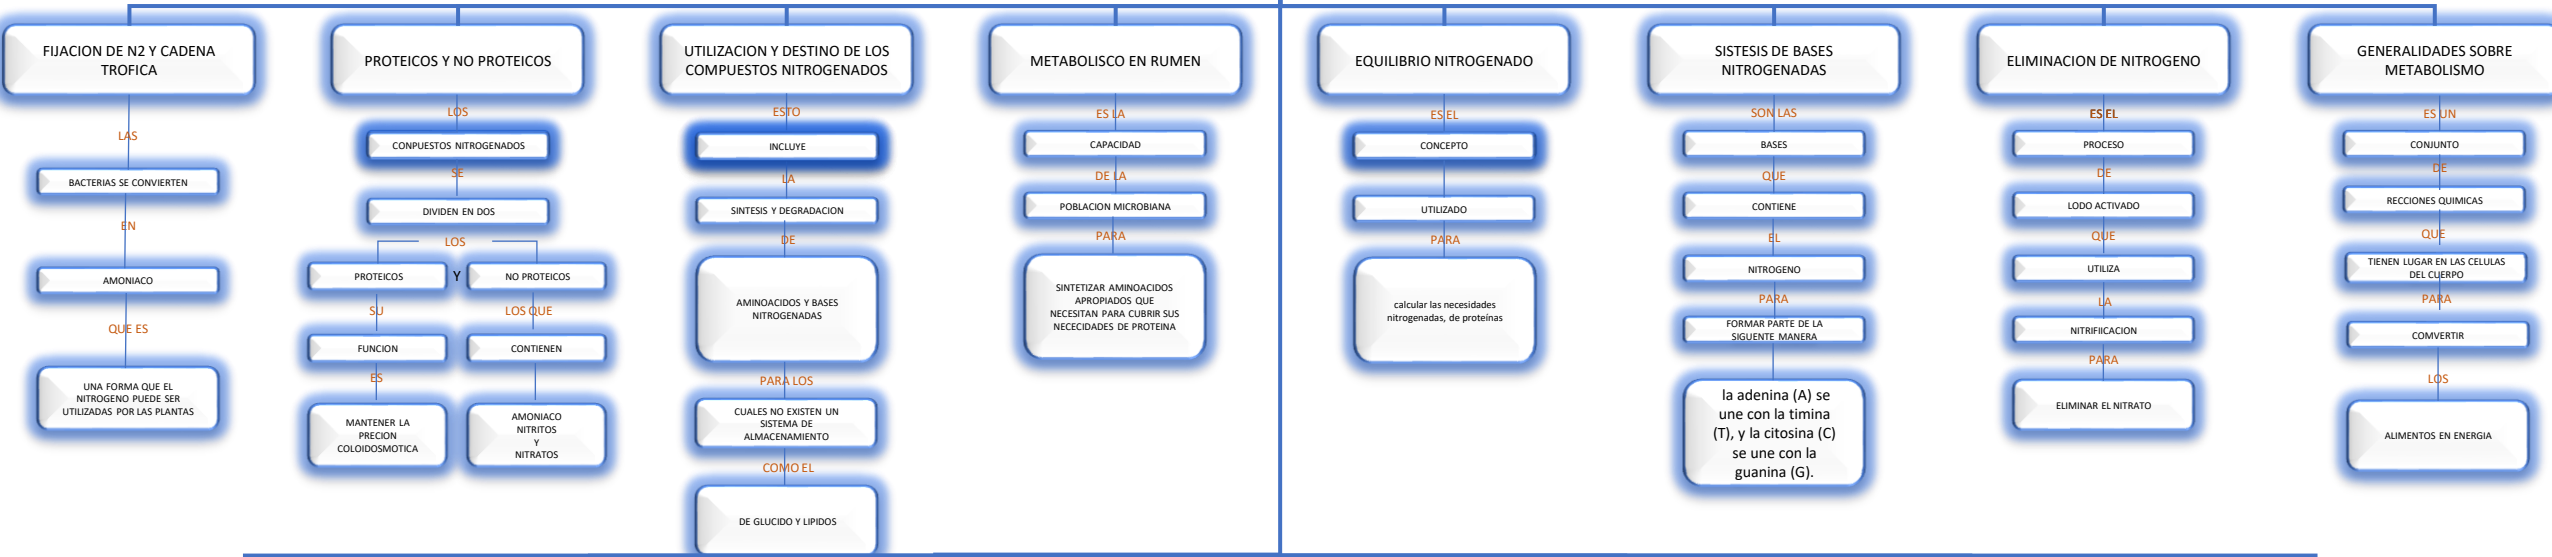 FIJACION DE N2 Y CADENA
TROFICA
LAS
BACTERIAS SE CONVIERTEN
EN
AMONIACO
QUE ES
UNA FORMA QUE EL
NITROGENO PUEDE SER
UTILIZADAS POR LAS PLANTAS
PROTEICOS Y NO PROTEICOS
LOS
CONPUESTOS NITROGENADOS
SE
DIVIDEN EN DOS
LOS
PROTEICOS
Y
NO PROTEICOS
SU
FUNCION
ES
MANTENER LA
PRECION
COLOIDOSMOTICA
LOS QUE
CONTIENEN
AMONIACO
NITRITOS
Y
NITRATOS
UTILIZACION Y DESTINO DE LOS
COMPUESTOS NITROGENADOS
ESTO
INCLUYE
LA
SINTESIS Y DEGRADACION
DE
AMINOACIDOS Y BASES
NITROGENADAS
PARA LOS
CUALES NO EXISTEN UN
SISTEMA DE
ALMACENAMIENTO
COMO EL
DE GLUCIDO Y LIPIDOS
METABOLISCO EN RUMEN
ES LA
CAPACIDAD
DE LA
POBLACION MICROBIANA
PARA
SINTETIZAR AMINOACIDOS
APROPIADOS QUE
NECESITAN PARA CUBRIR SUS
NECECIDADES DE PROTEINA
EQUILIBRIO NITROGENADO
ES EL
CONCEPTO
UTILIZADO
PARA
calcular las necesidades
nitrogenadas, de proteínas
SISTESIS DE BASES
NITROGENADAS
SON LAS
BASES
QUE
CONTIENE
EL
NITROGENO
PARA
FORMAR PARTE DE LA
SIGUENTE MANERA
la adenina (A) se
une con la timina
(T), y la citosina (C)
se une con la
guanina (G).
ELIMINACION DE NITROGENO
ES EL
PROCESO
DE
LODO ACTIVADO
QUE
UTILIZA
LA
NITRIFIICACION
PARA
ELIMINAR EL NITRATO
GENERALIDADES SOBRE
METABOLISMO
ES UN
CONJUNTO
DE
RECCIONES QUIMICAS
QUE
TIENEN LUGAR EN LAS CELULAS
DEL CUERPO
PARA
COMVERTIR
LOS
ALIMENTOS EN ENERGIA